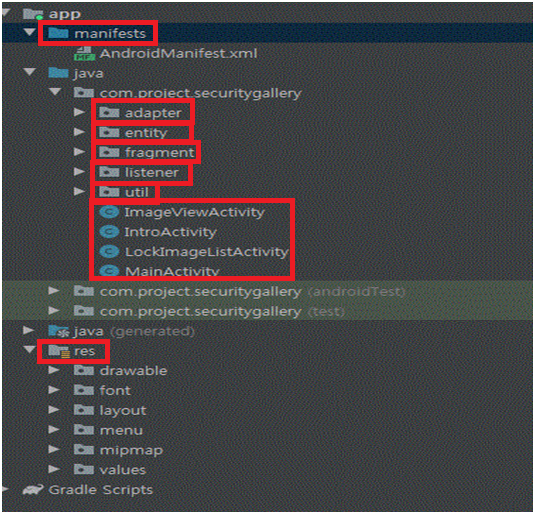 app
manifests
AndroidManifest.xml
java
com.project.securitygallery
adapter
entity
fragment
listener
util
ImageViewActivity
IntroActivity
LockImageListActivity
MainActivity
com.project.securitygallery (androidTest)
com.project.securitygallery (test)
java (generated)
res
drawable
font
layout
menu
mipmap
values
Gradle Scripts